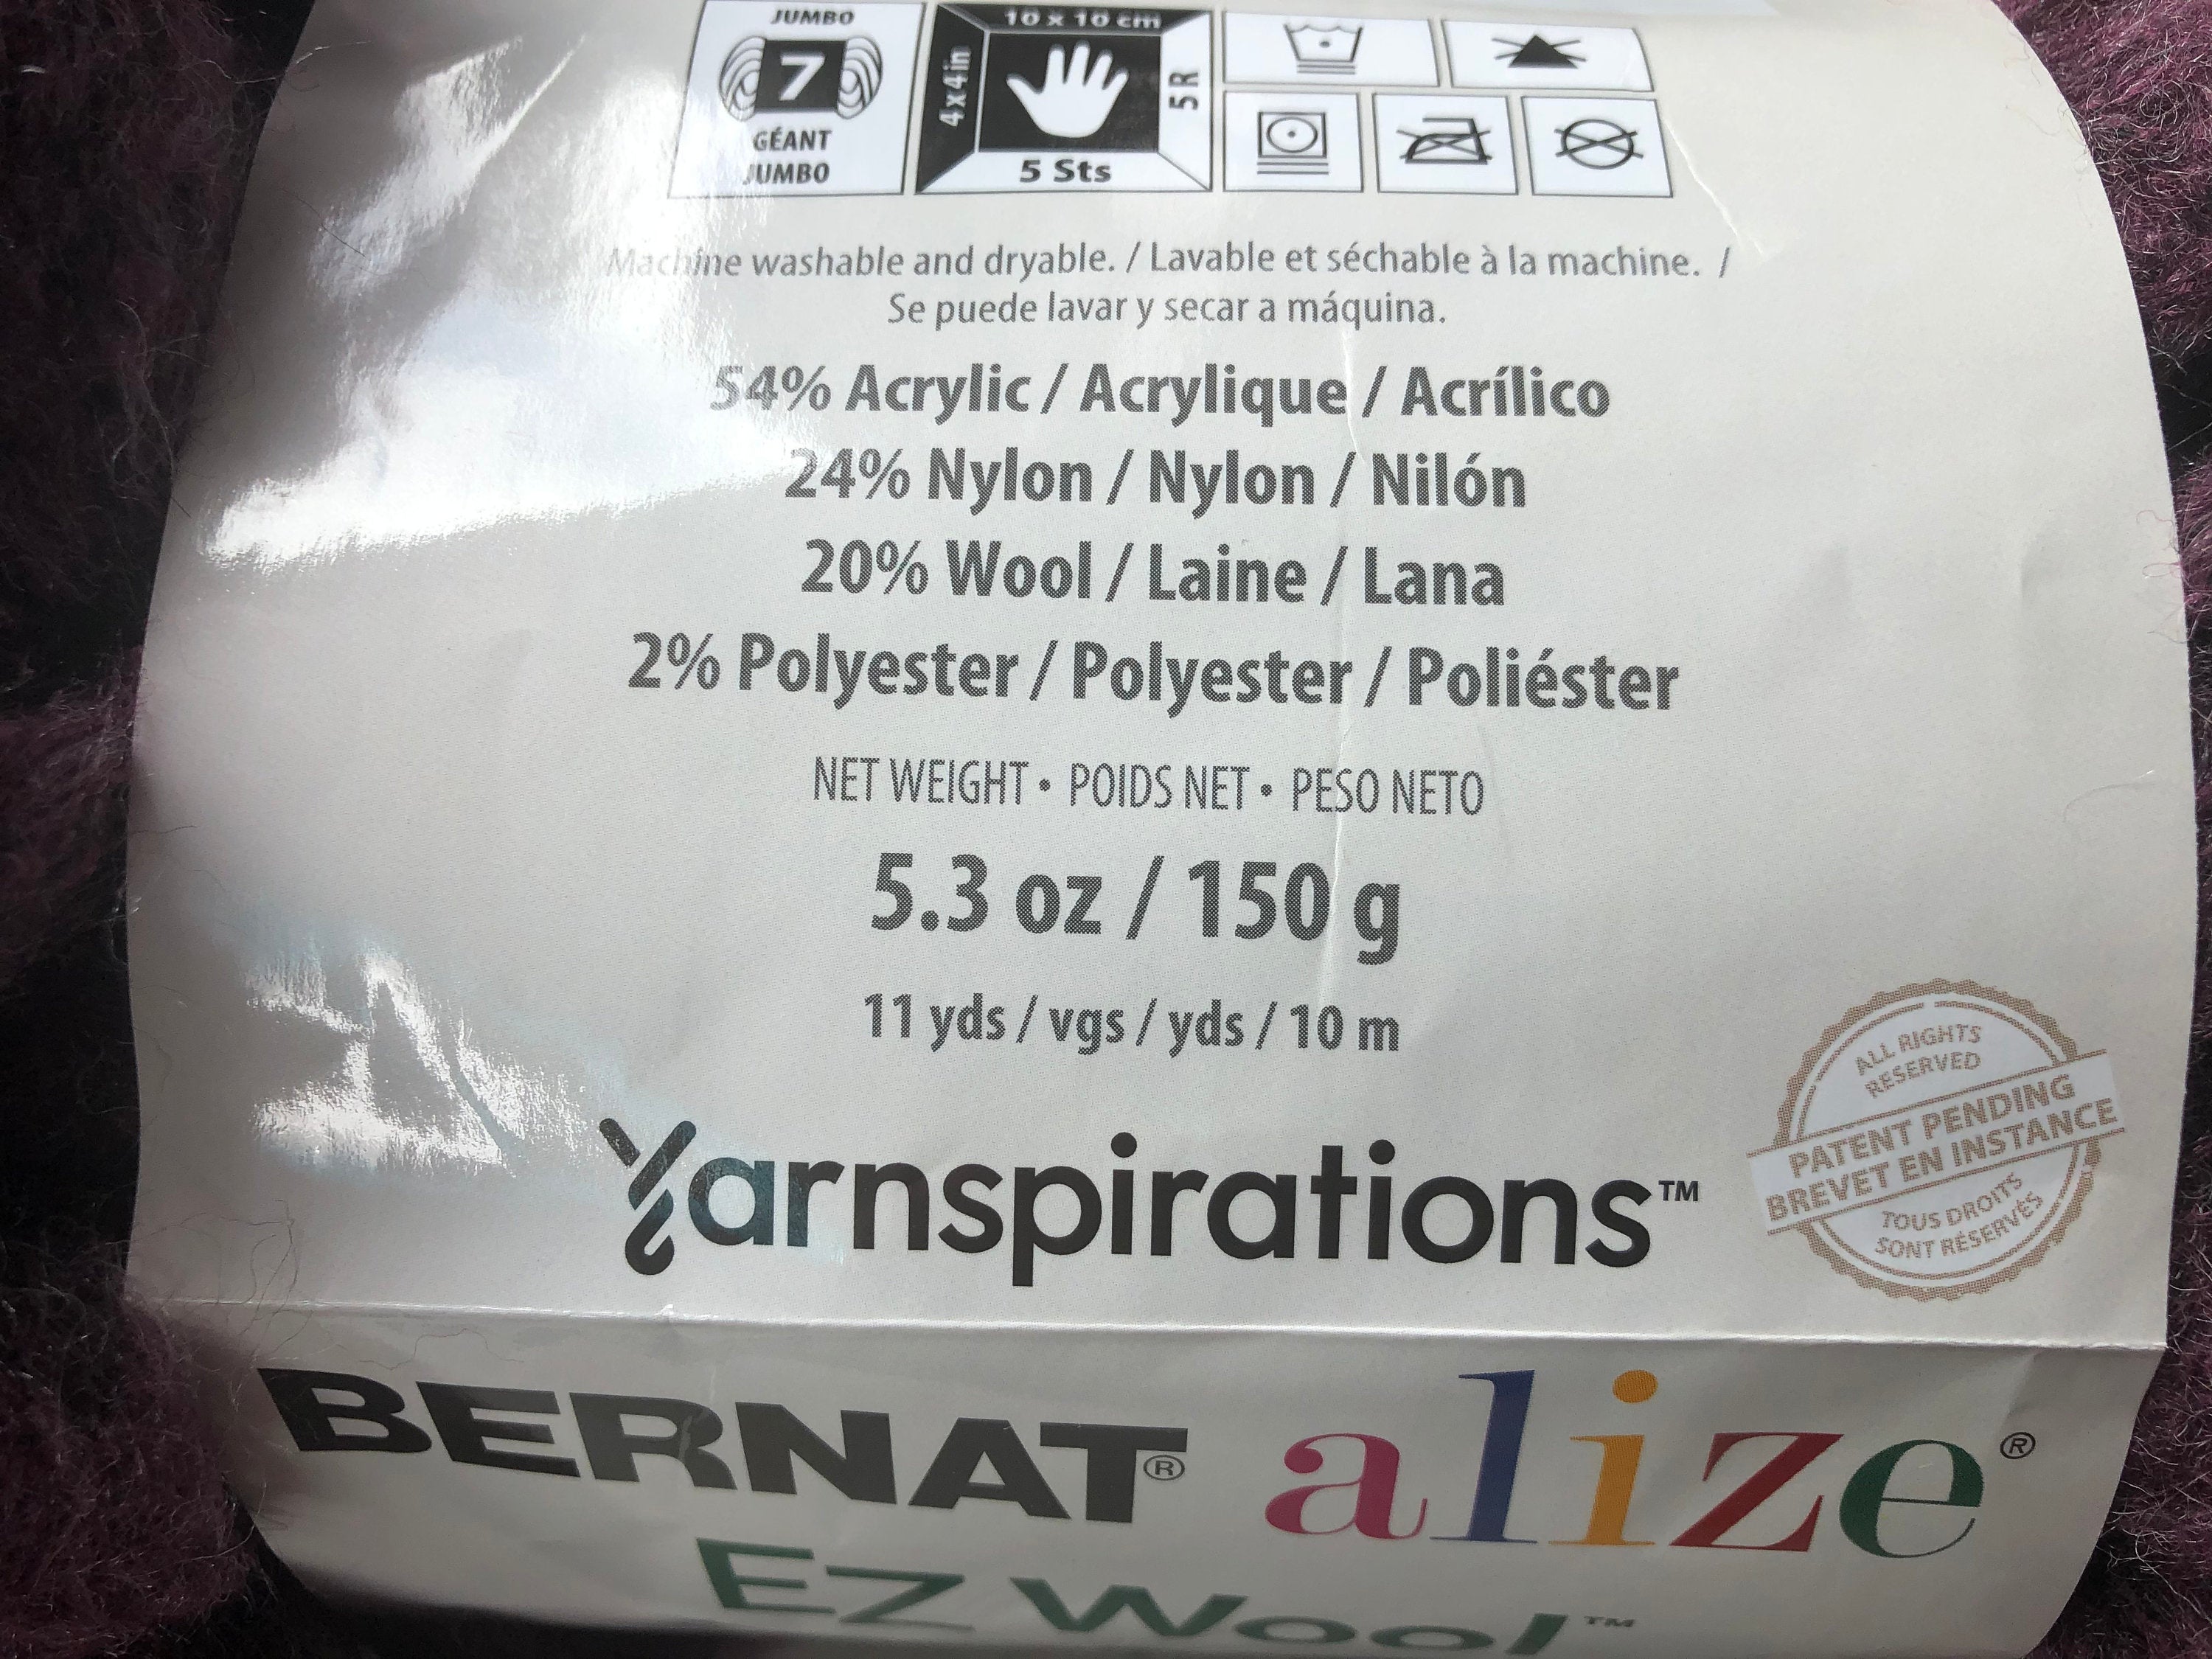 JUMBO
7
GÉANT
JUMBO
10 x 10 cm
4x4in
5 R
5 Sts
Machine washable and dryable. / Lavable et séchable à la machine. /
Se puede lavar y secar a máquina.
54% Acrylic / Acrylique / Acrílico
24% Nylon / Nylon / Nilón
20% Wool / Laine / Lana
2% Polyester / Polyester / Poliéster
NET WEIGHT • POIDS NET • PESO NETO
5.3 oz / 150 g
11 yds / vgs / yds / 10 m
Yarnspirations™
ALL RIGHTS
RESERVED
PATENT PENDING
BREVET EN INSTANCE
TOUS DROITS
SONT RÉSERVÉS
BERNAT® alize®
EZ Wool™